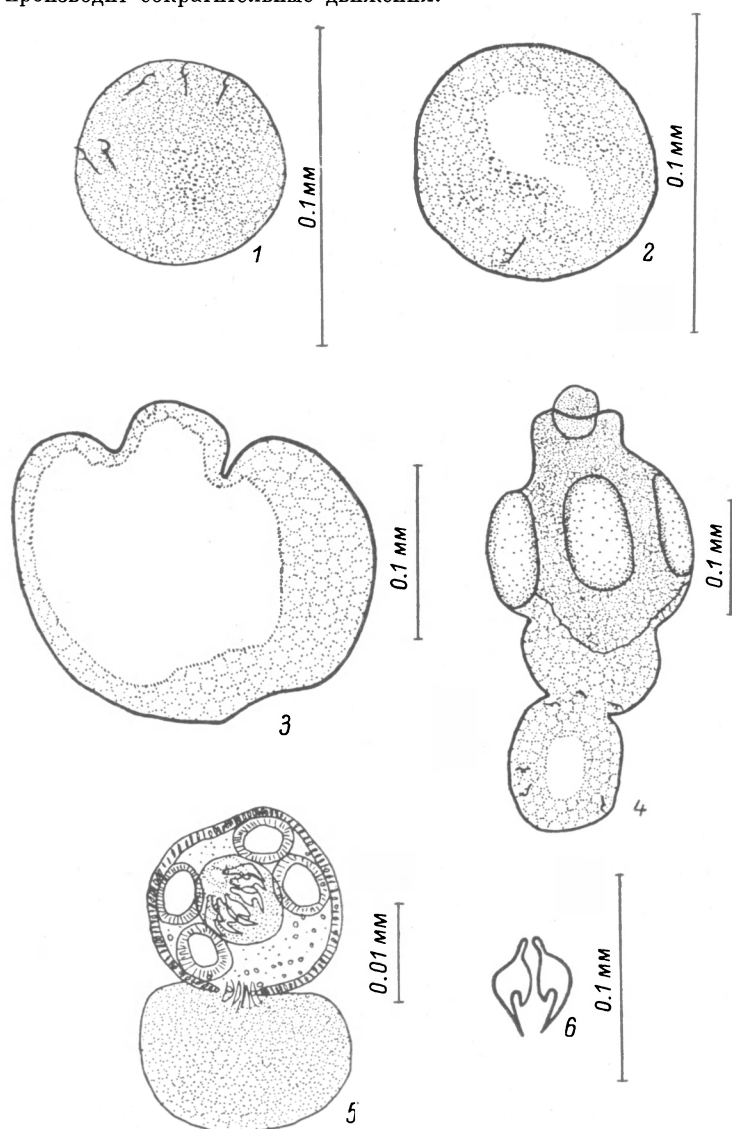 производит сократительные движения.
0.1 мм
1
0.1 мм
2
0.1 мм
3
0.1 мм
4
0.01 мм
5
0.1 мм
6